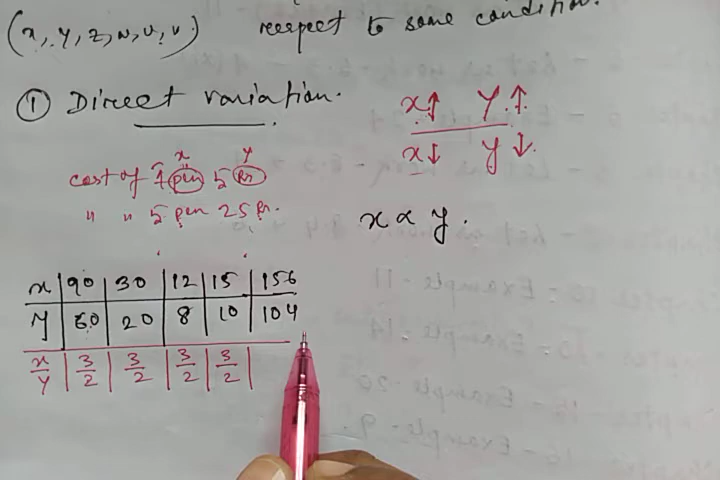 (x, y, z, w, u, v) respect to some condition.
① Direct variation.
x↑ y↑
x↓ y↓
x y
cost of 1 pen 5 rs
" " 5 pen 25 rs.
x ∝ y.
x | 90 | 30 | 12 | 15 | 156
y | 60 | 20 | 8 | 10 | 104
x/y | 3/2 | 3/2 | 3/2 | 3/2 |